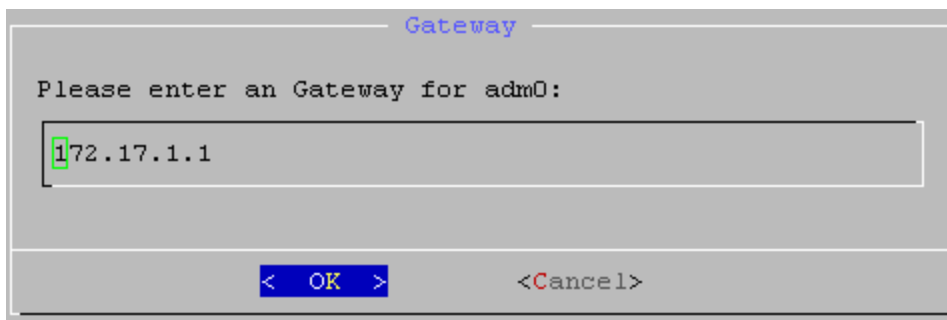 Gateway
Please enter an Gateway for adm0:
172.17.1.1
< OK > <Cancel>